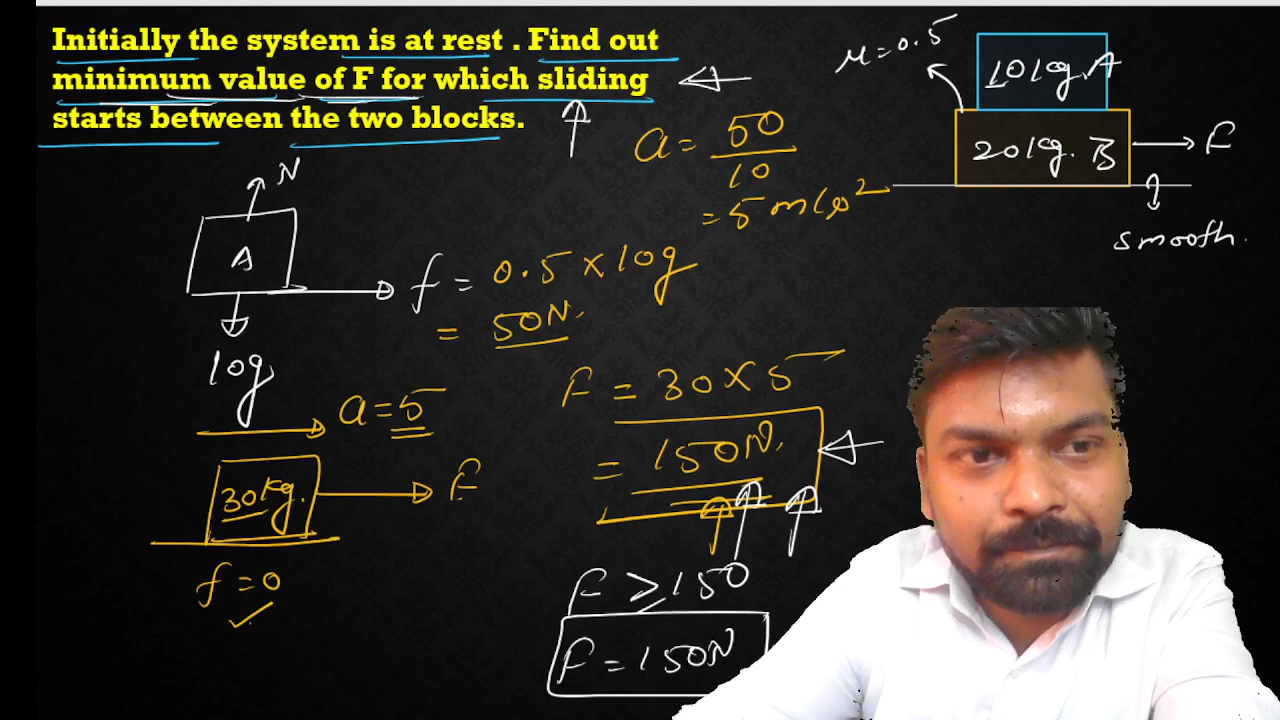 Initially the system is at rest . Find out
minimum value of F for which sliding
starts between the two blocks.
μ=0.5
10kg.A
20kg. B
F
smooth.
a= 50/10
= 5 m/s²
N
A
10g
f = 0.5×10g
= 50N.
a=5
30kg.
F
f=0
F = 30×5
= 150N.
F ≥ 150
F = 150N